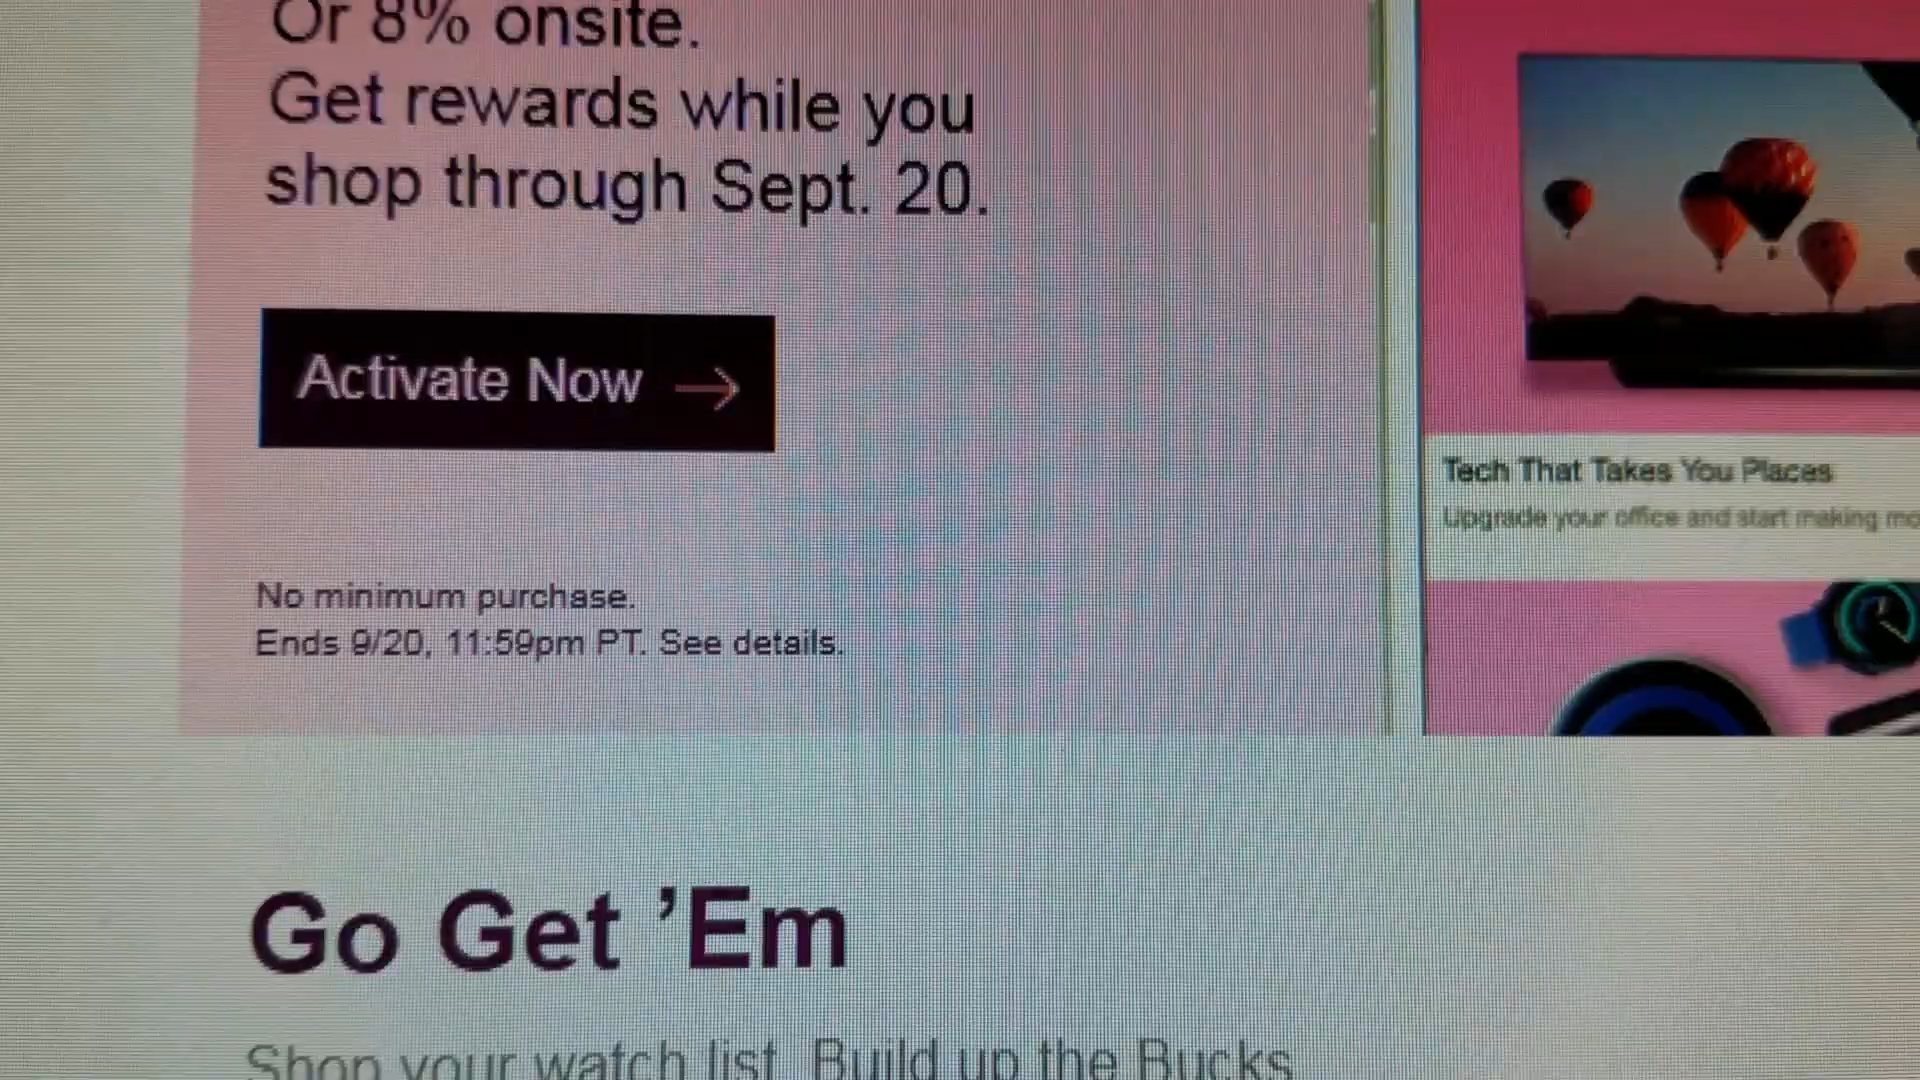 Or 8% onsite.
Get rewards while you
shop through Sept. 20.
Activate Now
No minimum purchase.
Ends 9/20, 11:59pm PT. See details.
Tech That Takes You Places
Upgrade your office and start making
Go Get ’Em
Shop your watch list. Build up the Bucks